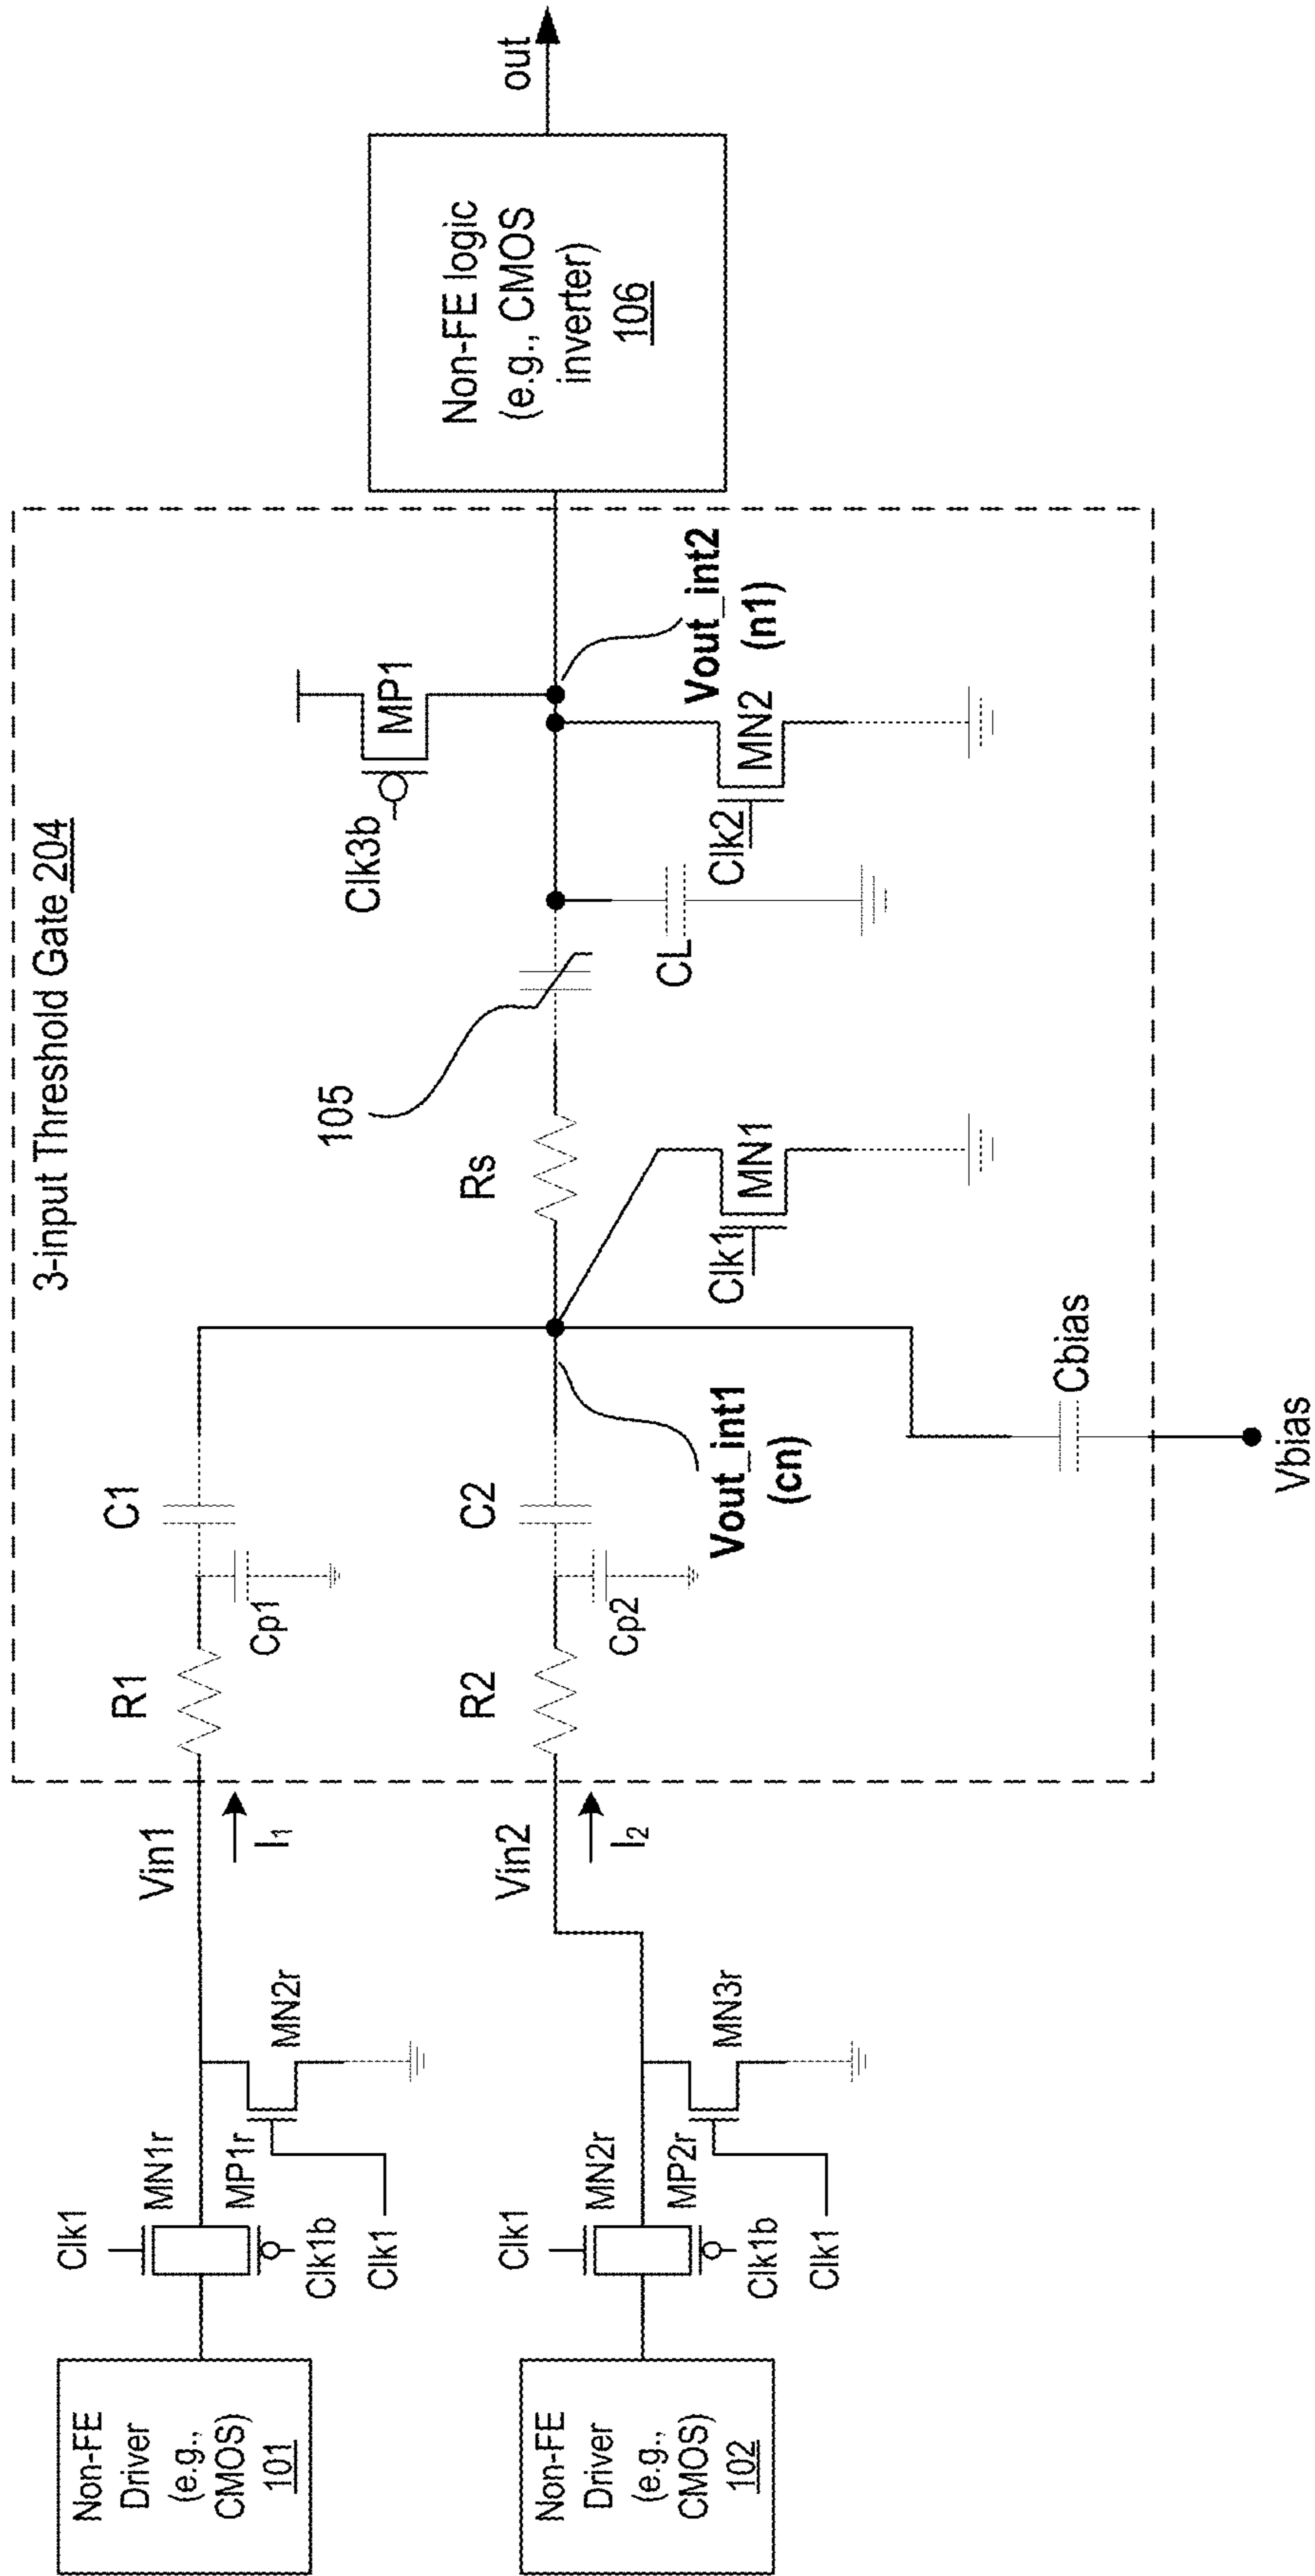 3-input Threshold Gate 204
Non-FE
Driver
(e.g.,
CMOS)
101
Clk1
MN1r
MP1r
Clk1b
Clk1
MN2r
Vin1
I1
R1
Cp1
C1
Non-FE
Driver
(e.g.,
CMOS)
102
Clk1
MN2r
MP2r
Clk1b
Clk1
MN3r
Vin2
I2
R2
Cp2
C2
Vout_int1
(cn)
Cbias
Vbias
Clk1
MN1
Rs
105
CL
Clk3b
MP1
Clk2
MN2
Vout_int2
(n1)
Non-FE logic
(e.g., CMOS
inverter)
106
out